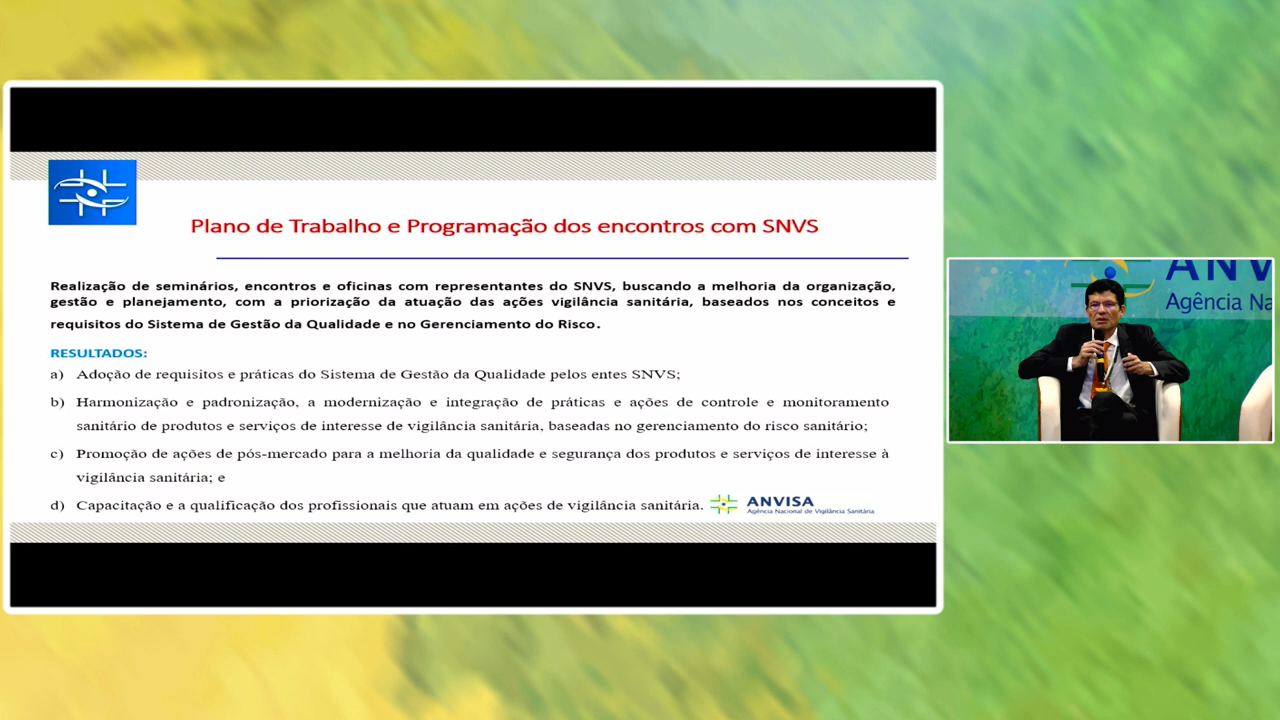 Plano de Trabalho e Programação dos encontros com SNVS
Realização de seminários, encontros e oficinas com representantes do SNVS, buscando a melhoria da organização,
gestão e planejamento, com a priorização da atuação das ações vigilância sanitária, baseados nos conceitos e
requisitos do Sistema de Gestão da Qualidade e no Gerenciamento do Risco.
RESULTADOS:
a) Adoção de requisitos e práticas do Sistema de Gestão da Qualidade pelos entes SNVS;
b) Harmonização e padronização, a modernização e integração de práticas e ações de controle e monitoramento
sanitário de produtos e serviços de interesse de vigilância sanitária, baseadas no gerenciamento do risco sanitário;
c) Promoção de ações de pós-mercado para a melhoria da qualidade e segurança dos produtos e serviços de interesse à
vigilância sanitária; e
d) Capacitação e a qualificação dos profissionais que atuam em ações de vigilância sanitária.
ANVISA
Agência Nacional de Vigilância Sanitária
ANV
Agência Na